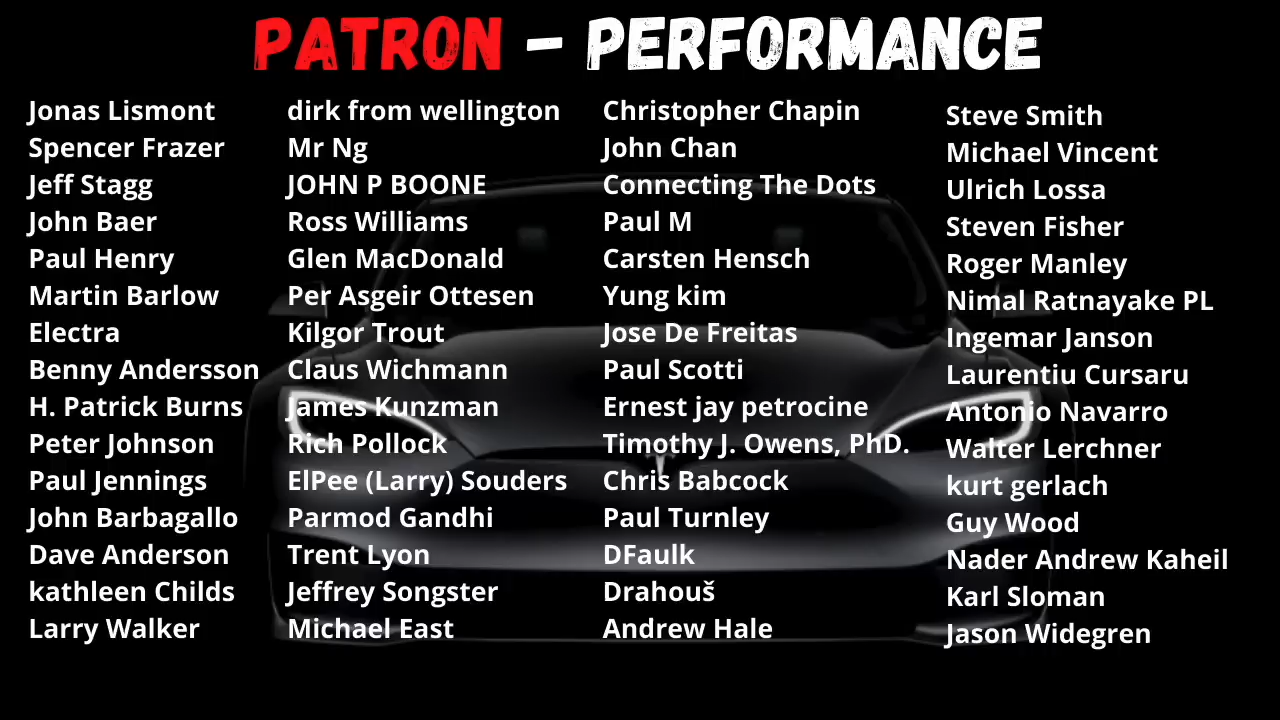 PATRON - PERFORMANCE
Jonas Lismont
Spencer Frazer
Jeff Stagg
John Baer
Paul Henry
Martin Barlow
Electra
Benny Andersson
H. Patrick Burns
Peter Johnson
Paul Jennings
John Barbagallo
Dave Anderson
kathleen Childs
Larry Walker
dirk from wellington
Mr Ng
JOHN P BOONE
Ross Williams
Glen MacDonald
Per Asgeir Ottesen
Kilgor Trout
Claus Wichmann
James Kunzman
Rich Pollock
ElPee (Larry) Souders
Parmod Gandhi
Trent Lyon
Jeffrey Songster
Michael East
Christopher Chapin
John Chan
Connecting The Dots
Paul M
Carsten Hensch
Yung kim
Jose De Freitas
Paul Scotti
Ernest jay petrocine
Timothy J. Owens, PhD.
Chris Babcock
Paul Turnley
DFaulk
Drahouš
Andrew Hale
Steve Smith
Michael Vincent
Ulrich Lossa
Steven Fisher
Roger Manley
Nimal Ratnayake PL
Ingemar Janson
Laurentiu Cursaru
Antonio Navarro
Walter Lerchner
kurt gerlach
Guy Wood
Nader Andrew Kaheil
Karl Sloman
Jason Widegren